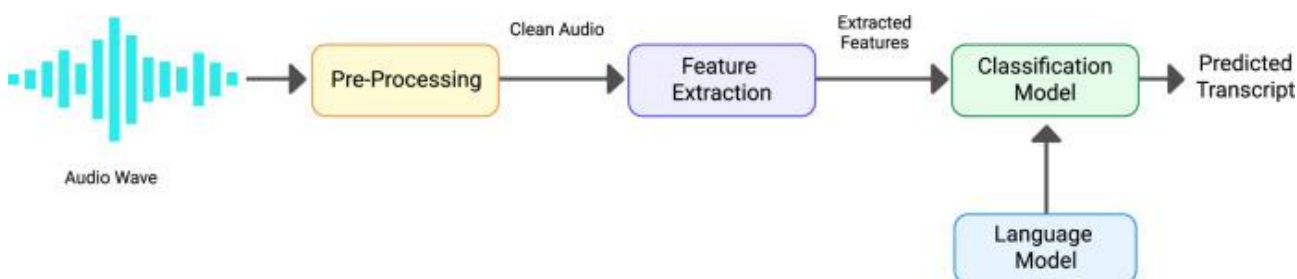 Audio Wave
Pre-Processing
Clean Audio
Feature
Extraction
Extracted
Features
Classification
Model
Predicted
Transcript
Language
Model